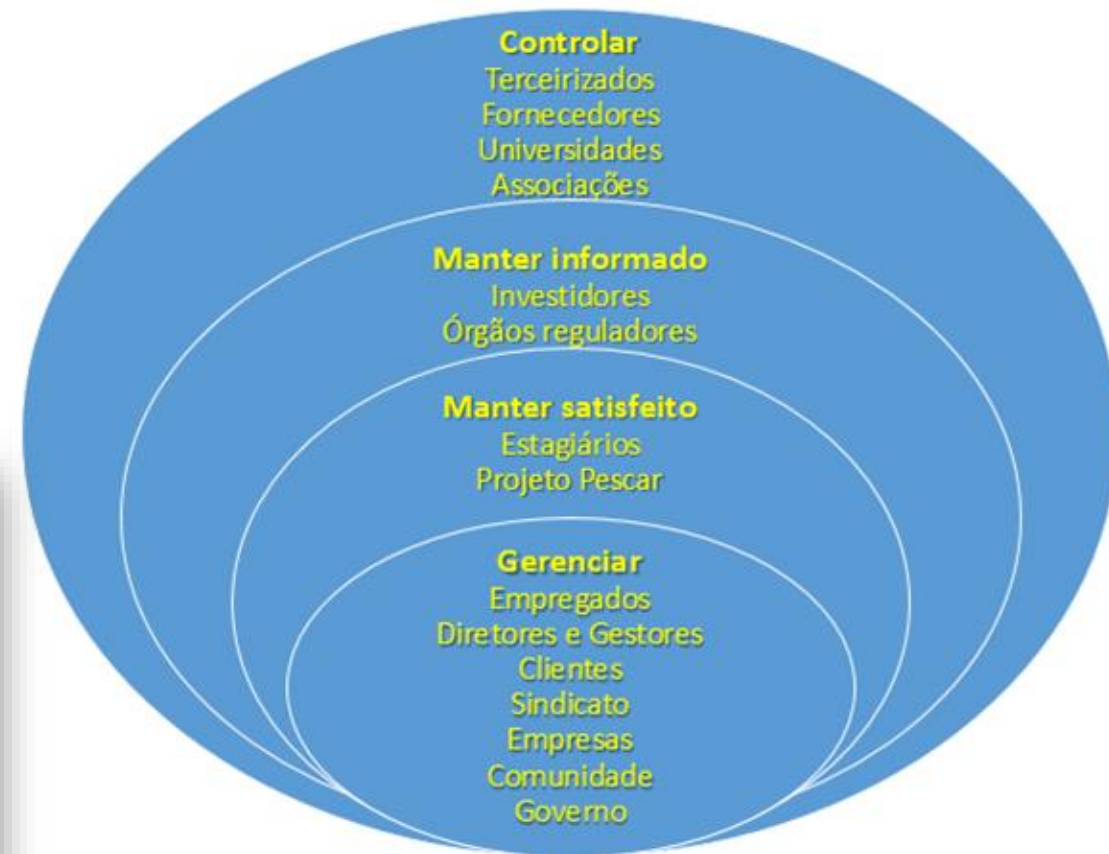 Controlar
Terceirizados
Fornecedores
Universidades
Associações
Manter informado
Investidores
Órgãos reguladores
Manter satisfeito
Estagiários
Projeto Pescar
Gerenciar
Empregados
Diretores e Gestores
Clientes
Sindicato
Empresas
Comunidade
Governo